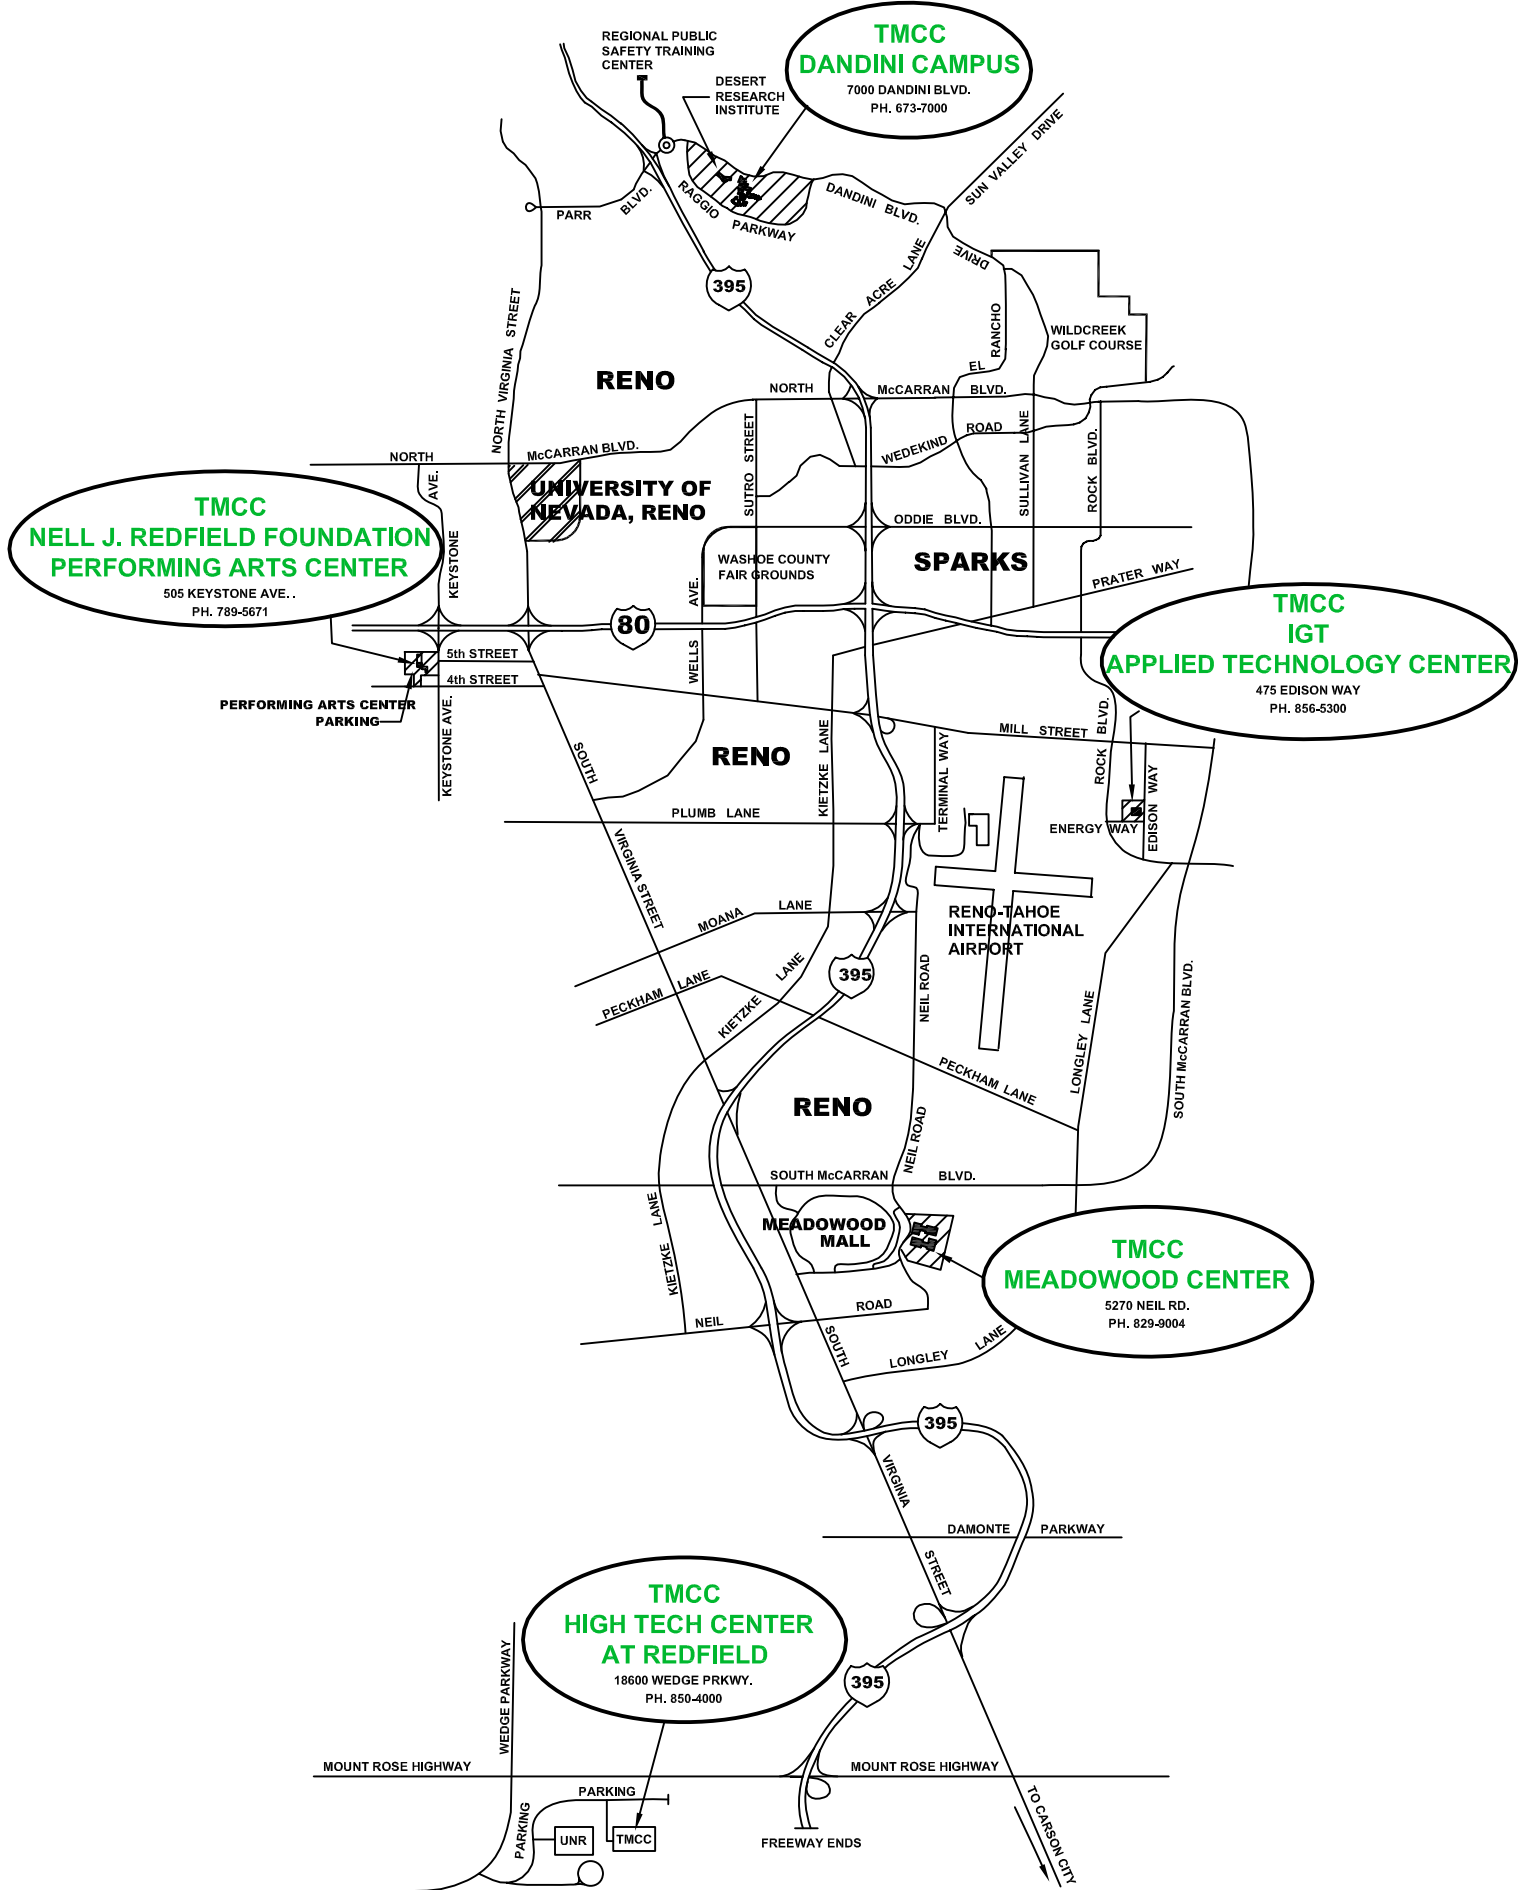 REGIONAL PUBLIC
SAFETY TRAINING
CENTER
DESERT
RESEARCH
INSTITUTE
TMCC
DANDINI CAMPUS
7000 DANDINI BLVD.
PH. 673-7000
SUN VALLEY DRIVE
PARR
BLVD.
RAGGIO
PARKWAY
DANDINI BLVD.
DRIVE
395
CLEAR ACRE LANE
NORTH VIRGINIA STREET
RANCHO
EL
WILDCREEK
GOLF COURSE
RENO
NORTH
McCARRAN BLVD.
NORTH
McCARRAN BLVD.
SUTRO STREET
WEDEKIND ROAD
SULLIVAN LANE
ROCK BLVD.
AVE.
KEYSTONE
UNIVERSITY OF
NEVADA, RENO
TMCC
NELL J. REDFIELD FOUNDATION
PERFORMING ARTS CENTER
505 KEYSTONE AVE. .
PH. 789-5671
ODDIE BLVD.
WASHOE COUNTY
FAIR GROUNDS
SPARKS
PRATER WAY
AVE.
WELLS
80
TMCC
IGT
APPLIED TECHNOLOGY CENTER
475 EDISON WAY
PH. 856-5300
5th STREET
4th STREET
PERFORMING ARTS CENTER
PARKING
KEYSTONE AVE.
SOUTH
RENO
KIETZKE LANE
MILL STREET
TERMINAL WAY
ROCK BLVD.
EDISON WAY
PLUMB LANE
ENERGY WAY
VIRGINIA STREET
MOANA
LANE
RENO-TAHOE
INTERNATIONAL
AIRPORT
PECKHAM LANE
KIETZKE LANE
395
NEIL ROAD
LONGLEY LANE
SOUTH McCARRAN BLVD.
PECKHAM LANE
RENO
NEIL ROAD
SOUTH McCARRAN
BLVD.
KIETZKE LANE
MEADOWOOD
MALL
TMCC
MEADOWOOD CENTER
5270 NEIL RD.
PH. 829-9004
NEIL
ROAD
SOUTH
LONGLEY LANE
395
VIRGINIA
DAMONTE PARKWAY
STREET
TMCC
HIGH TECH CENTER
AT REDFIELD
18600 WEDGE PRKWY.
PH. 850-4000
WEDGE PARKWAY
395
MOUNT ROSE HIGHWAY
MOUNT ROSE HIGHWAY
PARKING
PARKING
UNR
TMCC
FREEWAY ENDS
TO CARSON CITY